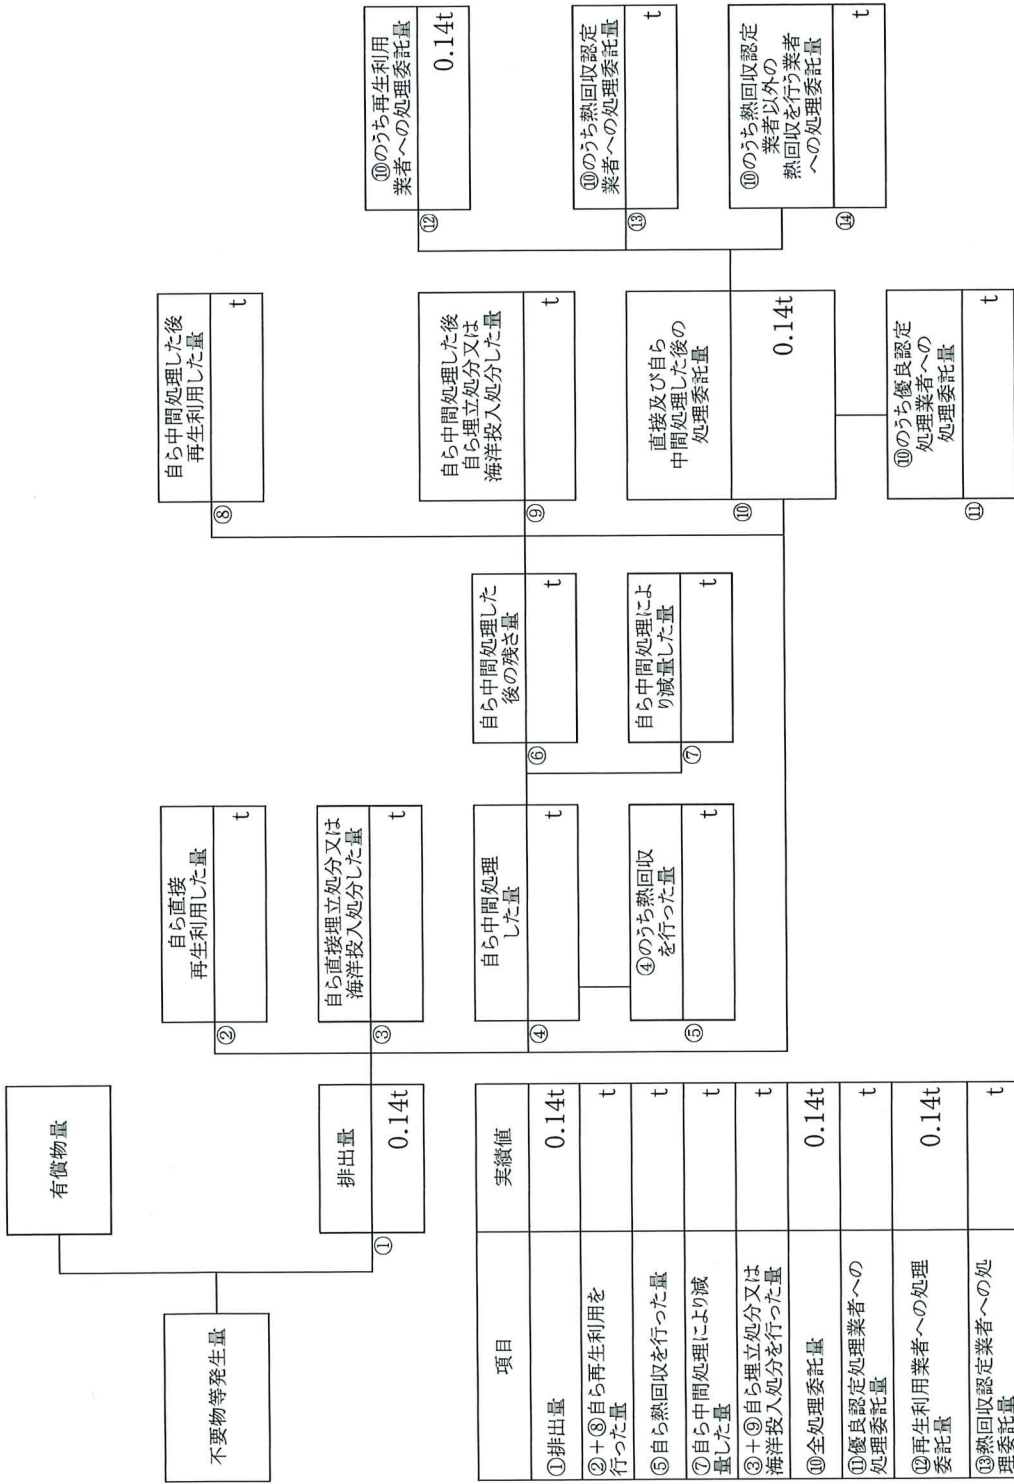 不要物等発生量
有償物量
排出量
①
0.14t
自ら直接
再生利用した量
②
t
自ら直接埋立処分又は
海洋投入処分した量
③
t
自ら中間処理
した量
④
t
④のうち熱回収
を行った量
⑤
t
自ら中間処理した
後の残さ量
⑥
t
自ら中間処理によ
り減量した量
⑦
t
自ら中間処理した後
再生利用した量
⑧
t
自ら中間処理した後
自ら埋立処分又は
海洋投入処分した量
⑨
t
直接及び自ら
中間処理した後の
処理委託量
⑩
0.14t
⑩のうち優良認定
処理業者への
処理委託量
⑪
t
⑩のうち再生利用
業者への処理委託量
⑫
0.14t
⑩のうち熱回収認定
業者への処理委託量
⑬
t
⑩のうち熱回収認定
業者以外の
熱回収を行う業者
への処理委託量
⑭
t
項目 実績値
①排出量 0.14t
②+⑧自ら再生利用を
行った量 t
⑤自ら熱回収を行った量 t
⑦自ら中間処理により減
量した量 t
③+⑨自ら埋立処分又は
海洋投入処分を行った量 t
⑩全処理委託量 0.14t
⑪優良認定処理業者への
処理委託量 t
⑫再生利用業者への処理
委託量 0.14t
⑬熱回収認定業者への処
理委託量 t